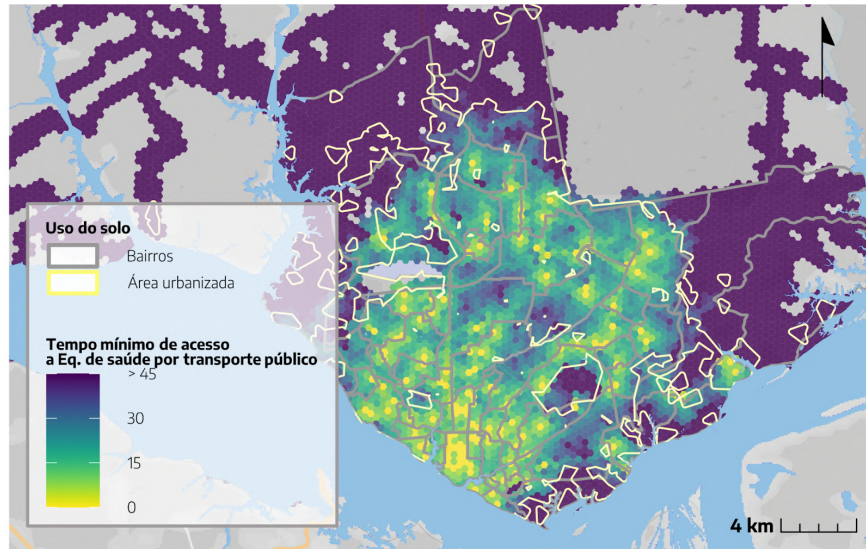 Uso do solo
Bairros
Área urbanizada
Tempo mínimo de acesso
a Eq. de saúde por transporte público
> 45
30
15
0
4 km